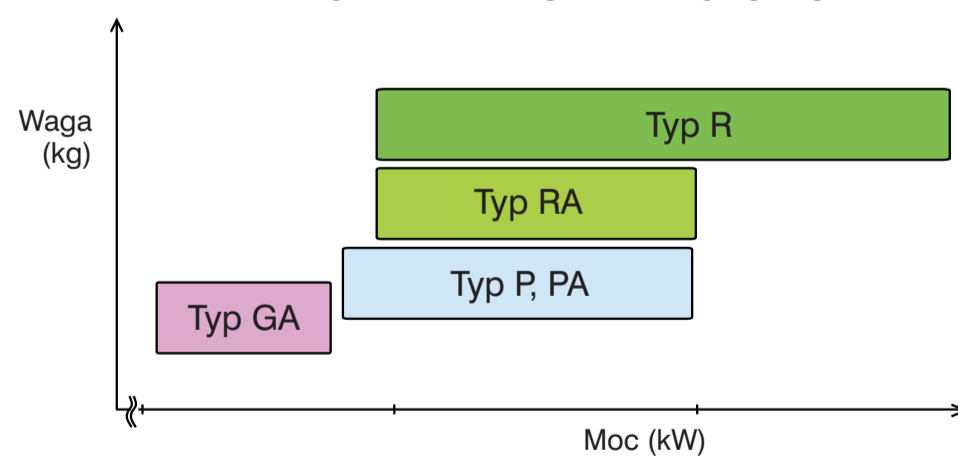 Waga
(kg)
Typ R
Typ RA
Typ P, PA
Typ GA
Moc (kW)